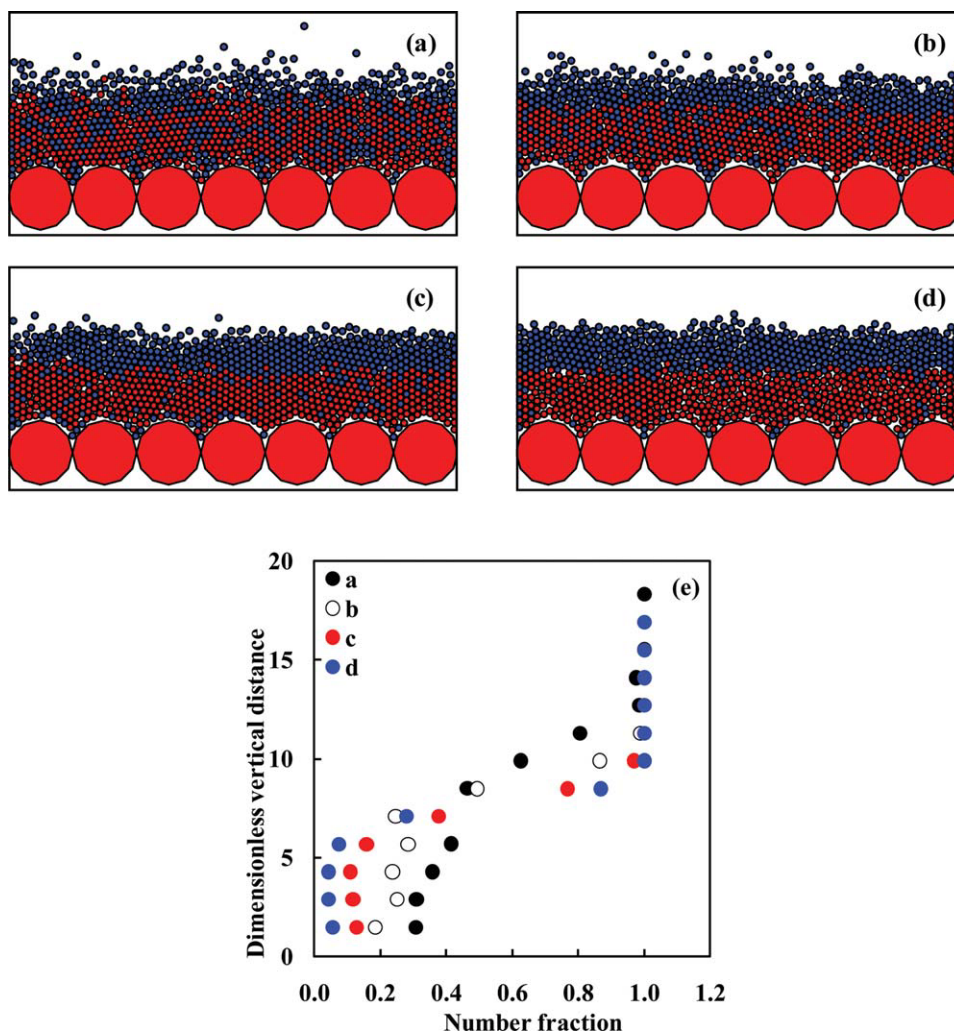 (a)
(b)
(c)
(d)
(e)
a
b
c
d
20
15
10
5
0
Dimensionless vertical distance
0.0 0.2 0.4 0.6 0.8 1.0 1.2
Number fraction